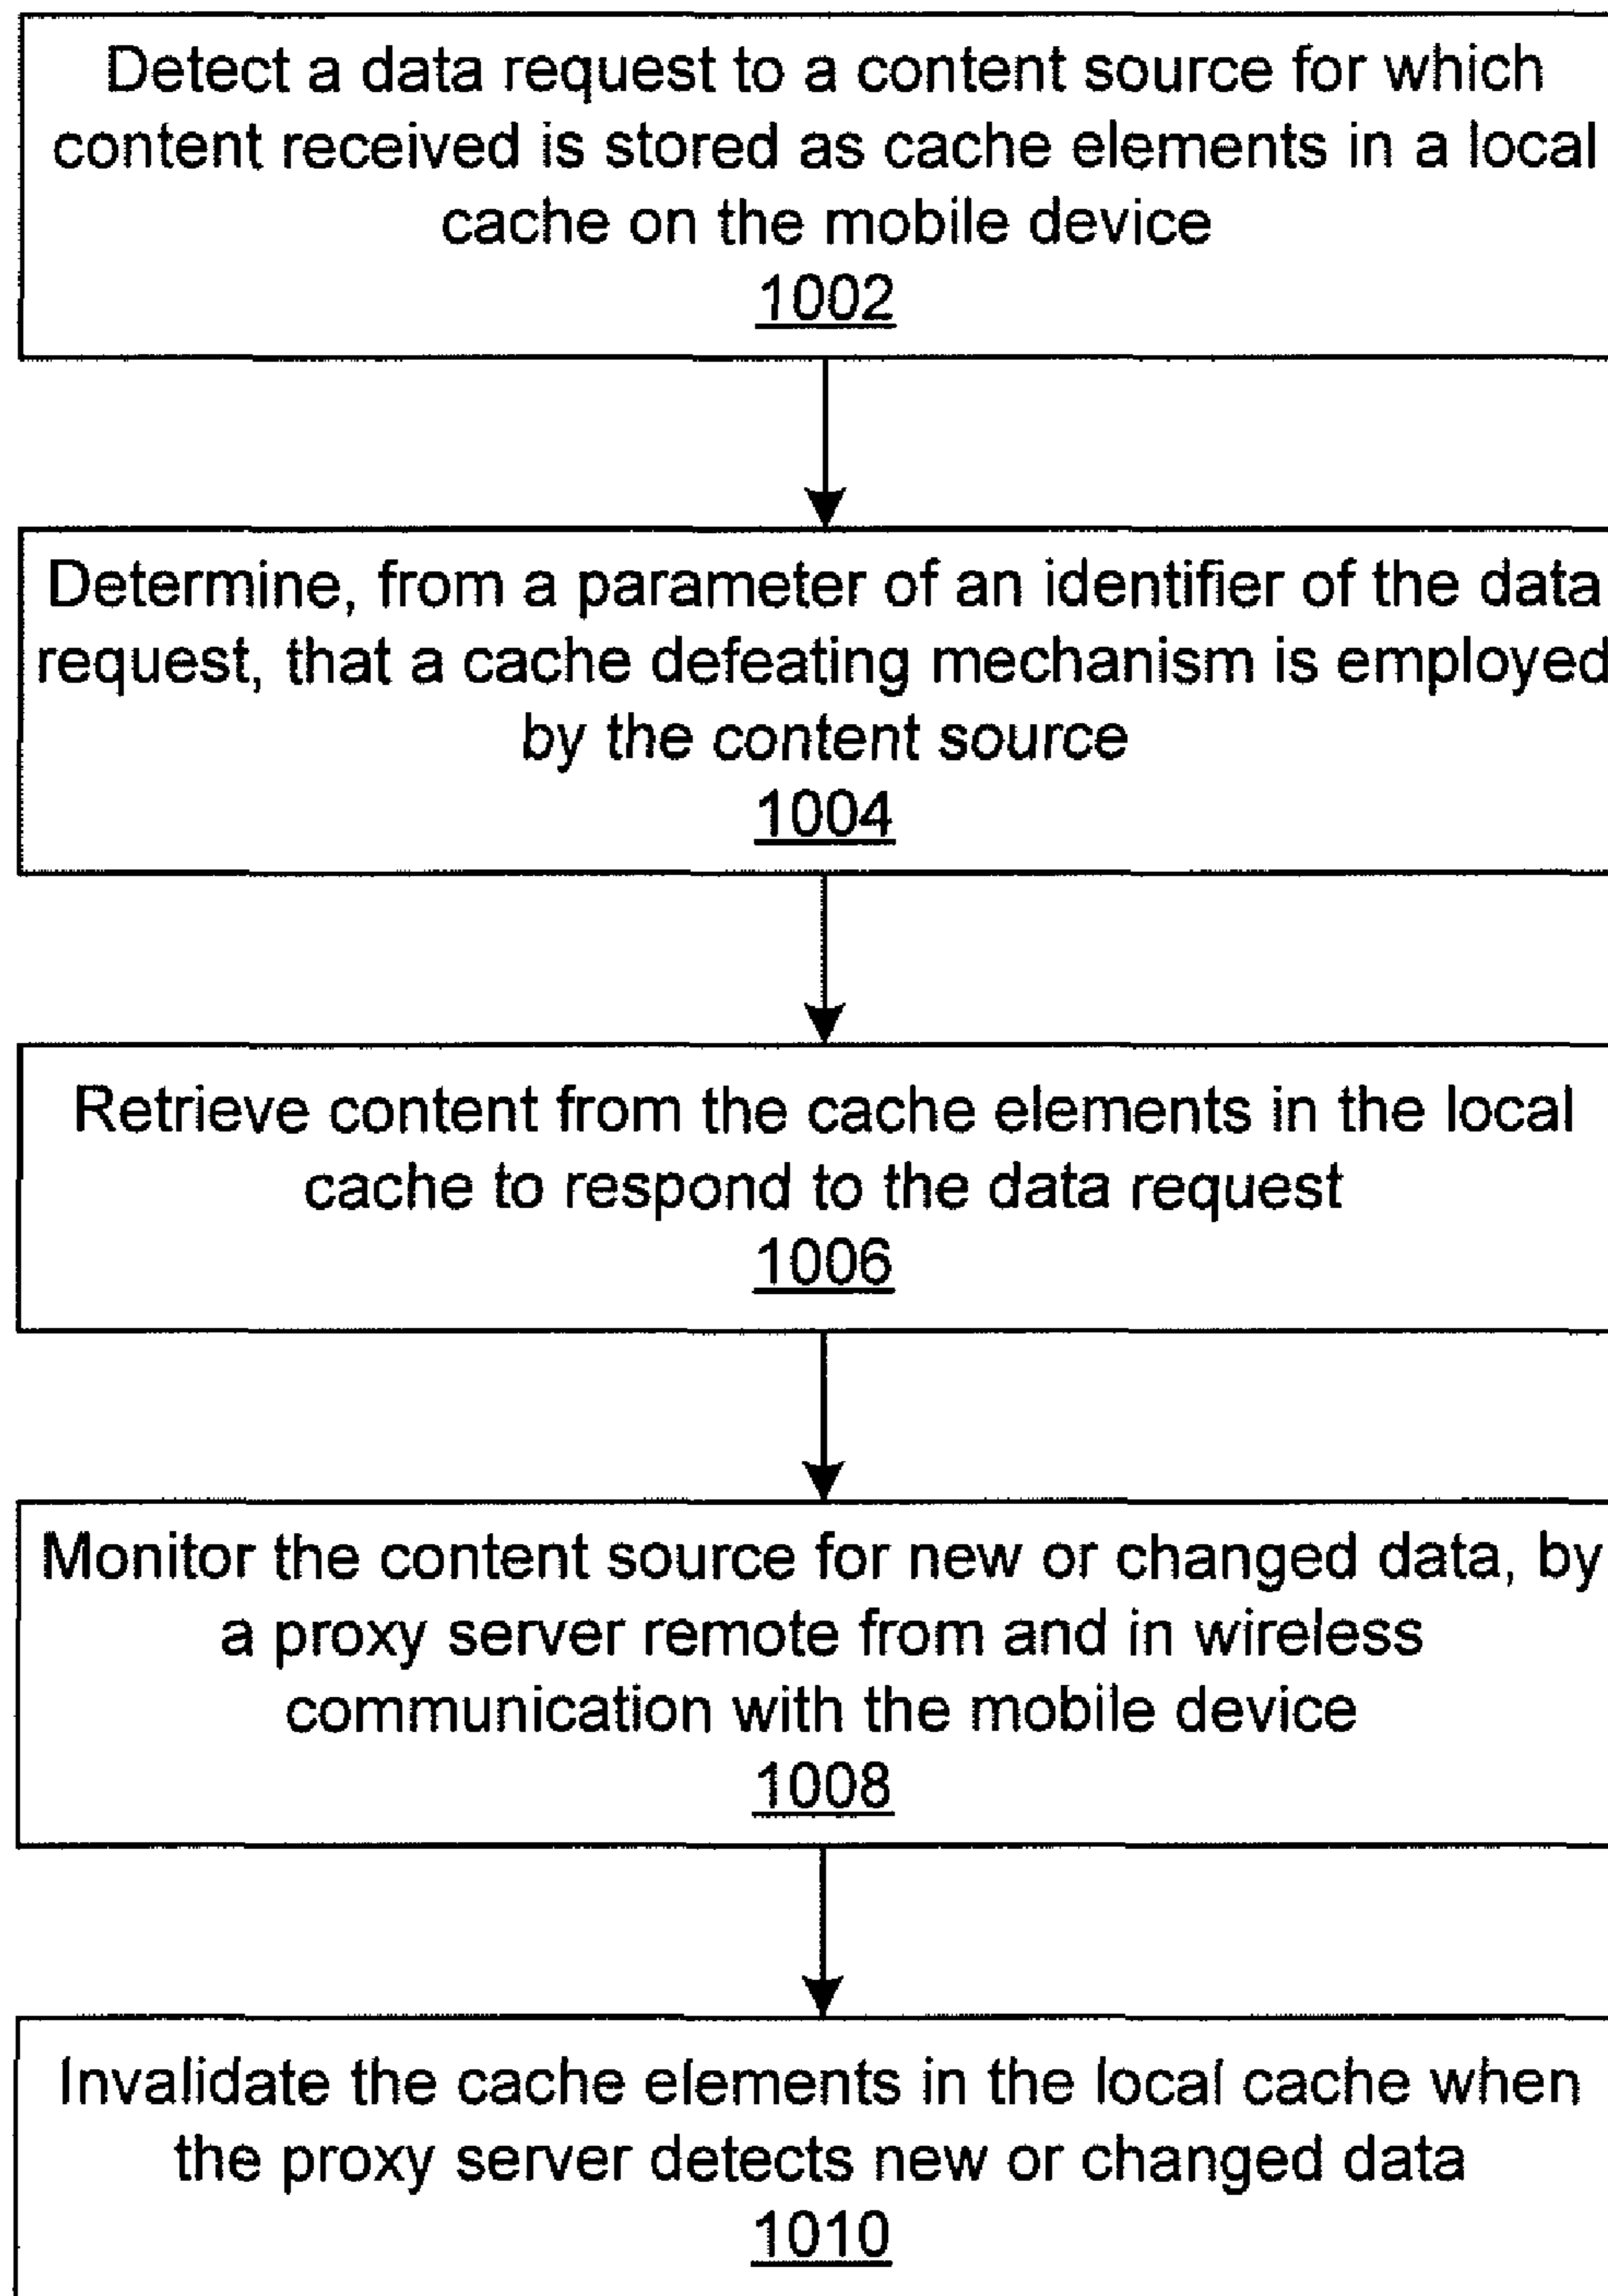 Detect a data request to a content source for which
content received is stored as cache elements in a local
cache on the mobile device
1002
Determine, from a parameter of an identifier of the data
request, that a cache defeating mechanism is employed
by the content source
1004
Retrieve content from the cache elements in the local
cache to respond to the data request
1006
Monitor the content source for new or changed data, by
a proxy server remote from and in wireless
communication with the mobile device
1008
Invalidate the cache elements in the local cache when
the proxy server detects new or changed data
1010